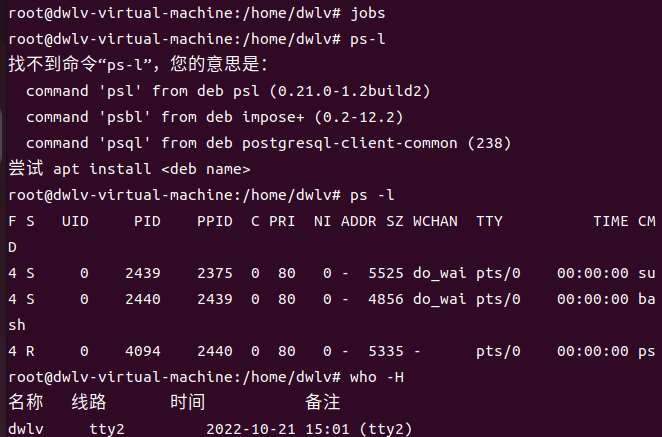 root@dwlv-virtual-machine:/home/dwlv# jobs
root@dwlv-virtual-machine:/home/dwlv# ps-l
找不到命令“ps-l”，您的意思是：
  command 'psl' from deb psl (0.21.0-1.2build2)
  command 'psbl' from deb impose+ (0.2-12.2)
  command 'psql' from deb postgresql-client-common (238)
尝试 apt install <deb name>
root@dwlv-virtual-machine:/home/dwlv# ps -l
F S   UID     PID    PPID  C PRI  NI ADDR SZ WCHAN  TTY          TIME CM
D
4 S     0    2439    2375  0  80   0 -  5525 do_wai pts/0    00:00:00 su
4 S     0    2440    2439  0  80   0 -  4856 do_wai pts/0    00:00:00 ba
sh
4 R     0    4094    2440  0  80   0 -  5335 -      pts/0    00:00:00 ps
root@dwlv-virtual-machine:/home/dwlv# who -H
名称   线路       时间           备注
dwlv     tty2         2022-10-21 15:01 (tty2)